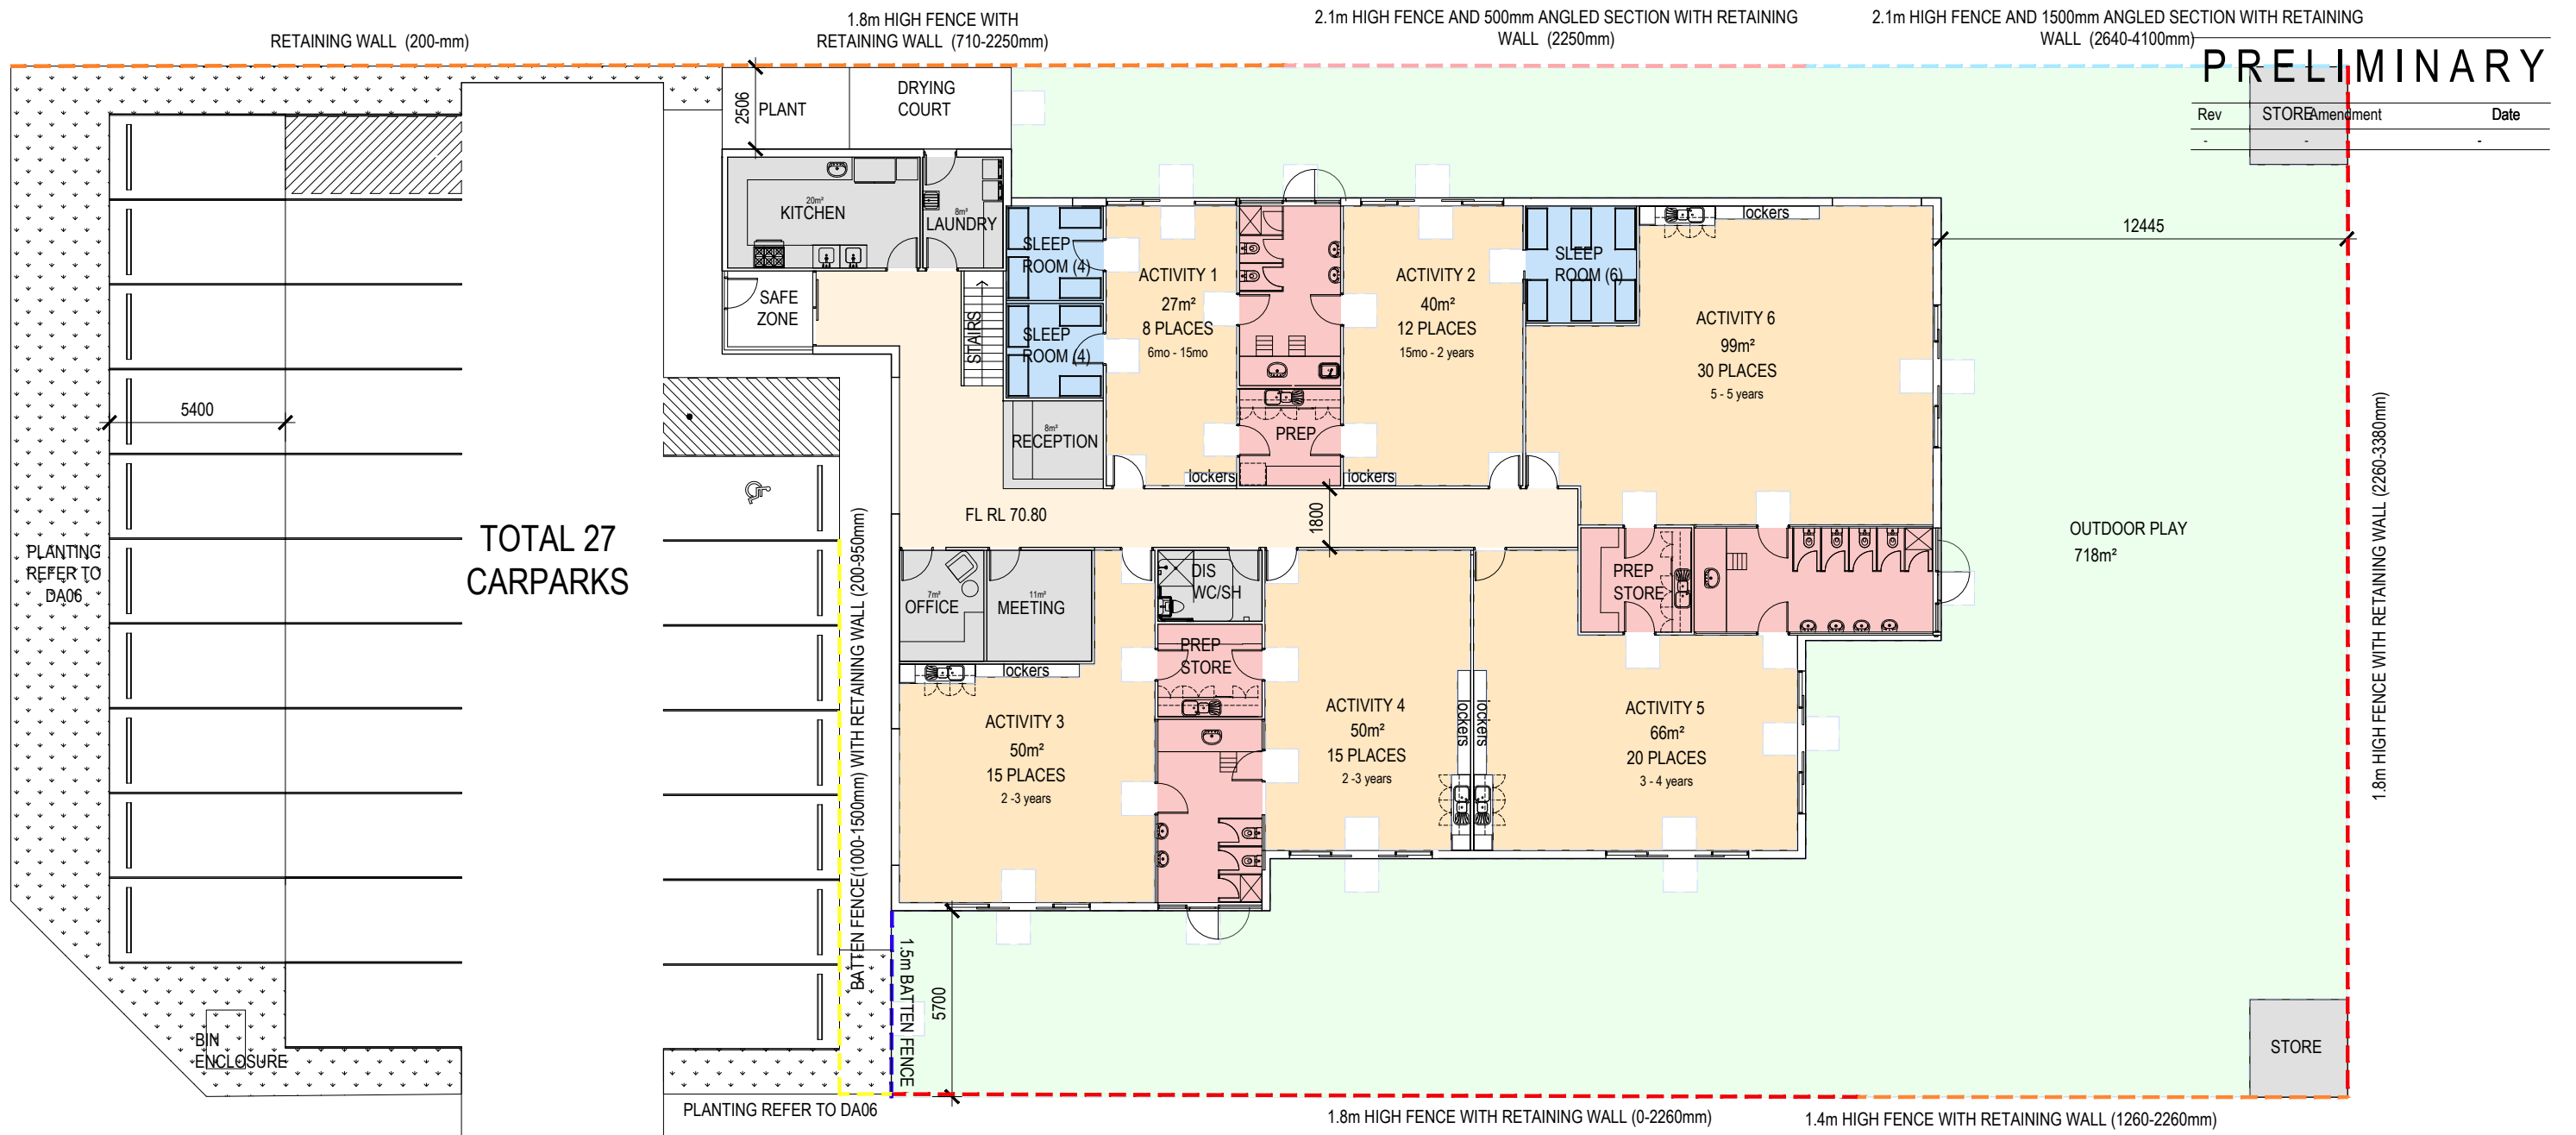 RETAINING WALL (200-mm)
1.8m HIGH FENCE WITH
RETAINING WALL (710-2250mm)
2.1m HIGH FENCE AND 500mm ANGLED SECTION WITH RETAINING
WALL (2250mm)
2.1m HIGH FENCE AND 1500mm ANGLED SECTION WITH RETAINING
WALL (2640-4100mm)
PRELIMINARY
Rev
Amendment
Date
-
-
-
STORE
2506
PLANT
DRYING
COURT
20m²
KITCHEN
8m²
LAUNDRY
SAFE
ZONE
STAIRS
SLEEP
ROOM (4)
SLEEP
ROOM (4)
8m²
RECEPTION
ACTIVITY 1
27m²
8 PLACES
6mo - 15mo
lockers
PREP
ACTIVITY 2
40m²
12 PLACES
15mo - 2 years
lockers
SLEEP
ROOM (6)
lockers
ACTIVITY 6
99m²
30 PLACES
5 - 5 years
12445
5400
TOTAL 27
CARPARKS
PLANTING
REFER TO
DA06
BIN
ENCLOSURE
FL RL 70.80
1800
OUTDOOR PLAY
718m²
1.8m HIGH FENCE WITH RETAINING WALL (2260-3380mm)
BATTEN FENCE(1000-1500mm) WITH RETAINING WALL (200-950mm)
7m²
OFFICE
11m²
MEETING
DIS
WC/SH
PREP
STORE
lockers
ACTIVITY 3
50m²
15 PLACES
2 -3 years
ACTIVITY 4
50m²
15 PLACES
2 -3 years
lockers
lockers
ACTIVITY 5
66m²
20 PLACES
3 - 4 years
PREP
STORE
1.5m BATTEN FENCE
5700
STORE
PLANTING REFER TO DA06
1.8m HIGH FENCE WITH RETAINING WALL (0-2260mm)
1.4m HIGH FENCE WITH RETAINING WALL (1260-2260mm)